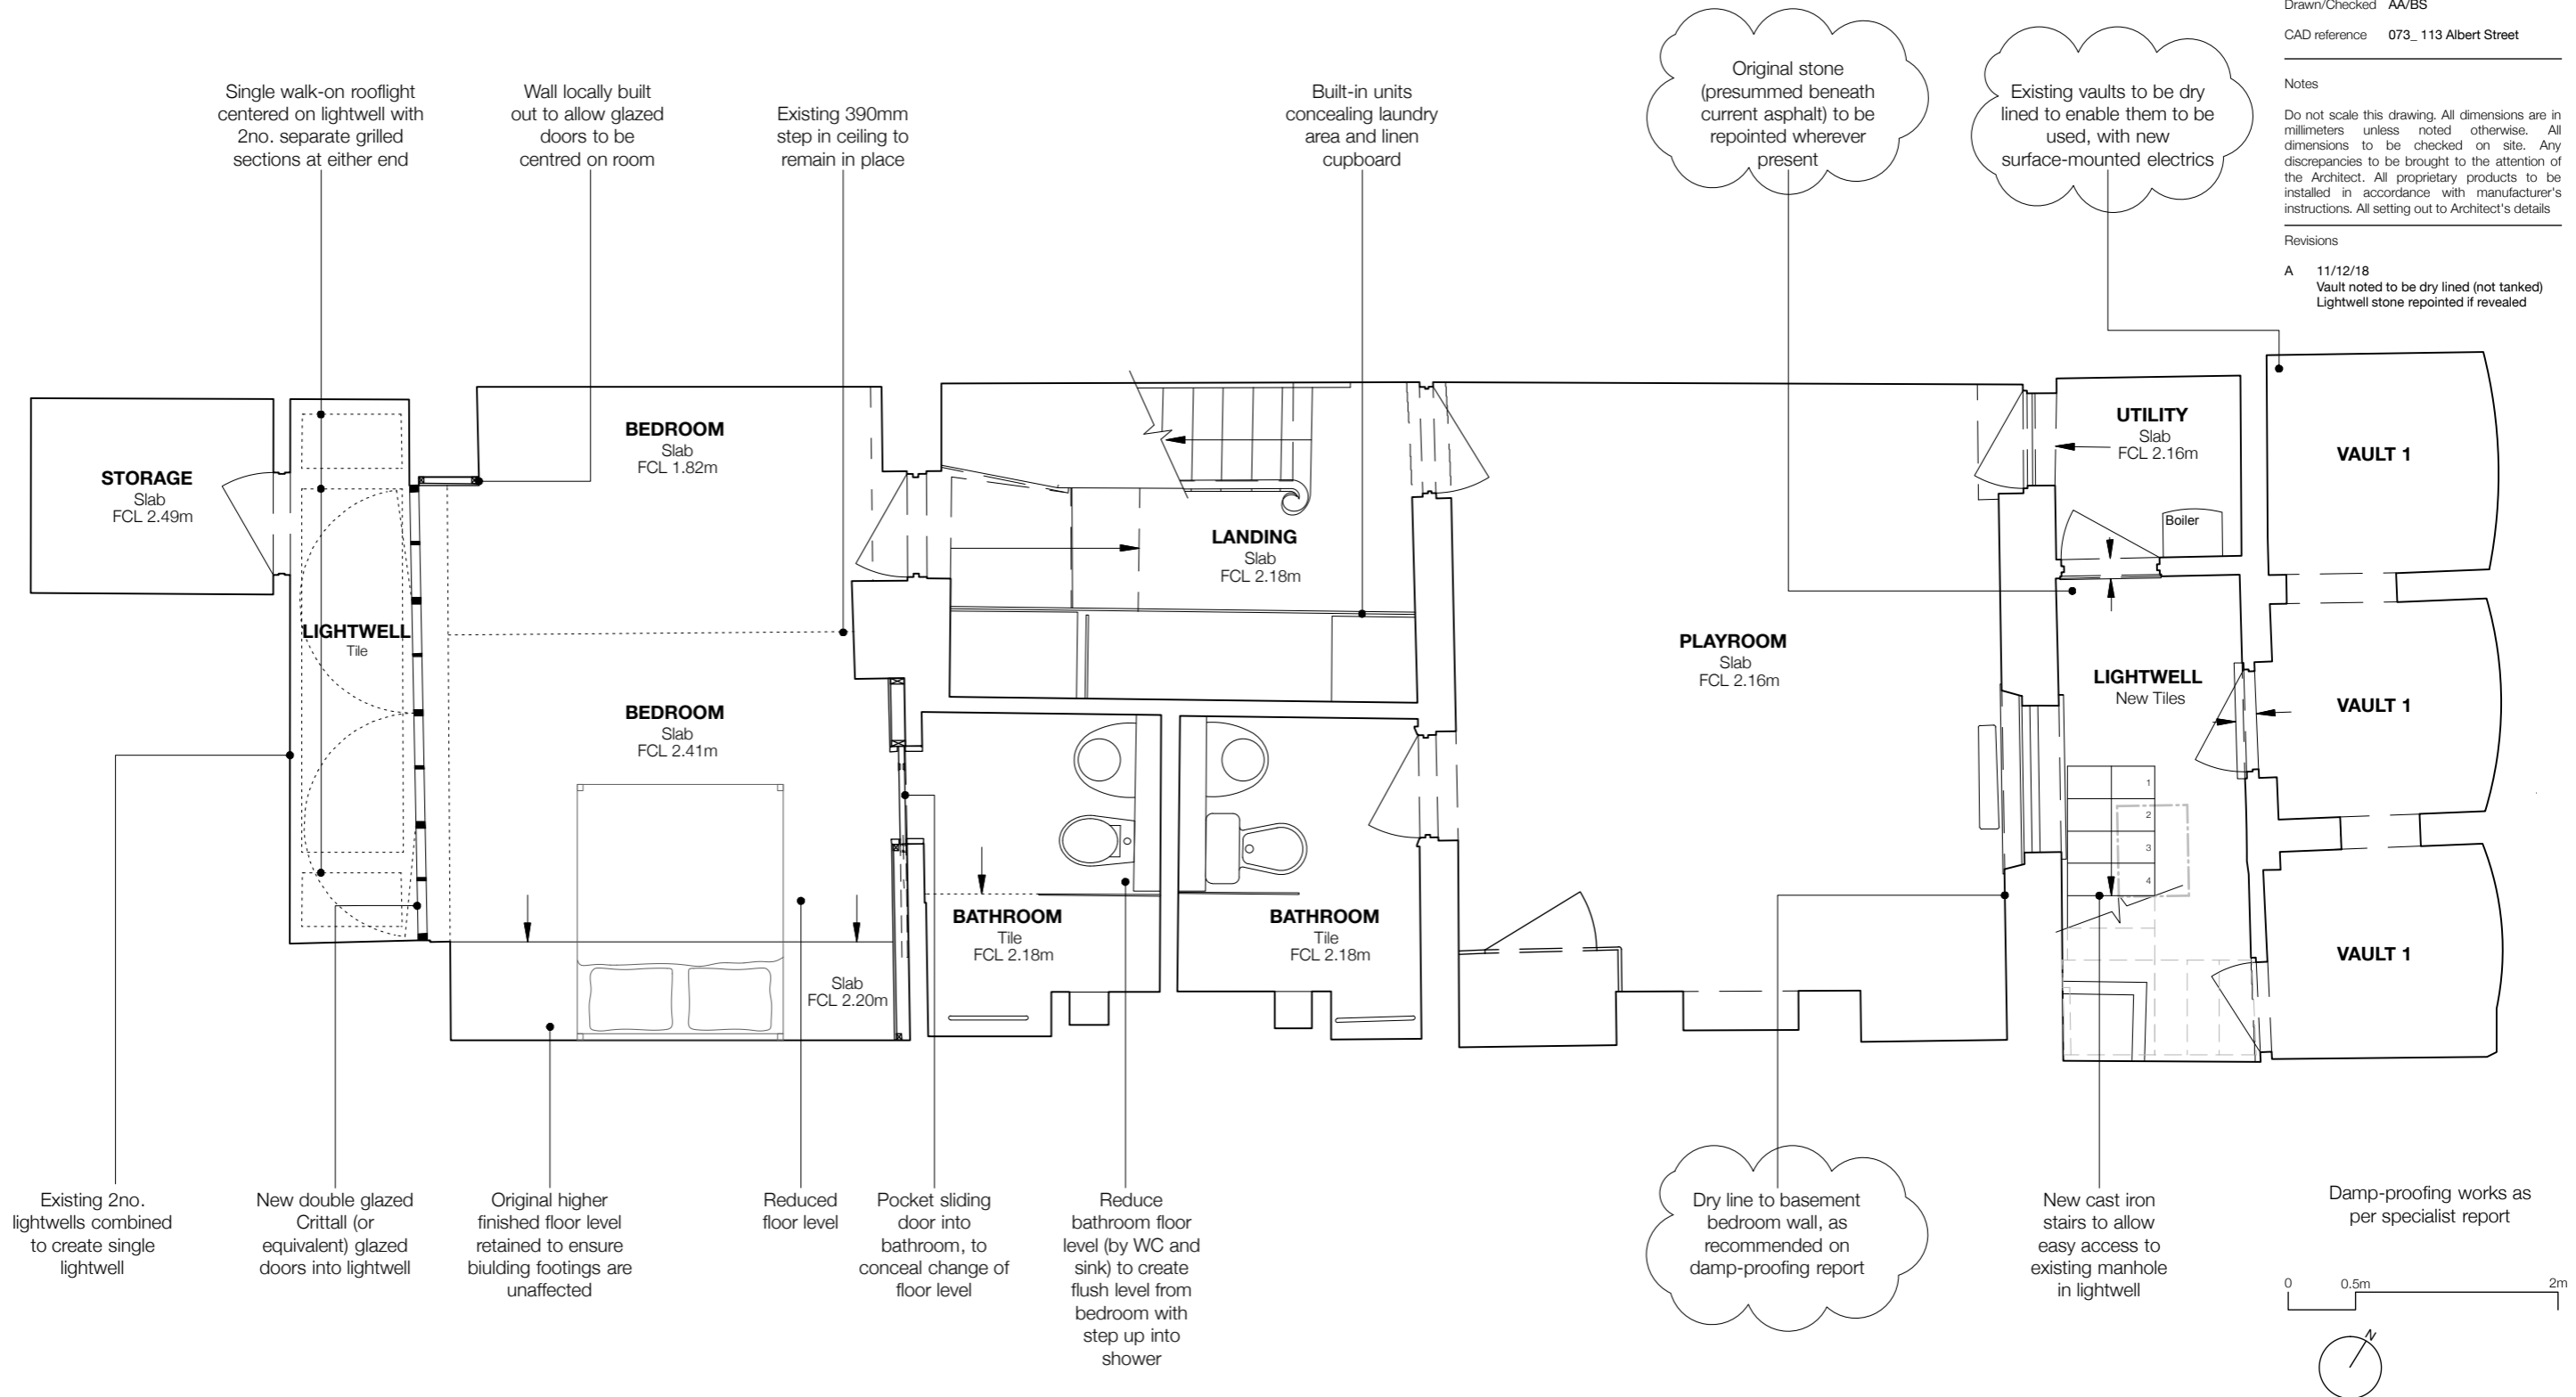 Drawn/Checked AA/BS
CAD reference 073_ 113 Albert Street
Notes
Do not scale this drawing. All dimensions are in
millimeters unless noted otherwise. All
dimensions to be checked on site. Any
discrepancies to be brought to the attention of
the Architect. All proprietary products to be
installed in accordance with manufacturer's
instructions. All setting out to Architect's details
Revisions
A 11/12/18
Vault noted to be dry lined (not tanked)
Lightwell stone repointed if revealed
Single walk-on rooflight
centered on lightwell with
2no. separate grilled
sections at either end
Wall locally built
out to allow glazed
doors to be
centred on room
Existing 390mm
step in ceiling to
remain in place
Built-in units
concealing laundry
area and linen
cupboard
Original stone
(presummed beneath
current asphalt) to be
repointed wherever
present
Existing vaults to be dry
lined to enable them to be
used, with new
surface-mounted electrics
STORAGE
Slab
FCL 2.49m
LIGHTWELL
Tile
BEDROOM
Slab
FCL 1.82m
BEDROOM
Slab
FCL 2.41m
Slab
FCL 2.20m
LANDING
Slab
FCL 2.18m
BATHROOM
Tile
FCL 2.18m
BATHROOM
Tile
FCL 2.18m
PLAYROOM
Slab
FCL 2.16m
UTILITY
Slab
FCL 2.16m
Boiler
LIGHTWELL
New Tiles
1
2
3
4
VAULT 1
VAULT 1
VAULT 1
Existing 2no.
lightwells combined
to create single
lightwell
New double glazed
Crittall (or
equivalent) glazed
doors into lightwell
Original higher
finished floor level
retained to ensure
biulding footings are
unaffected
Reduced
floor level
Pocket sliding
door into
bathroom, to
conceal change of
floor level
Reduce
bathroom floor
level (by WC and
sink) to create
flush level from
bedroom with
step up into
shower
Dry line to basement
bedroom wall, as
recommended on
damp-proofing report
New cast iron
stairs to allow
easy access to
existing manhole
in lightwell
Damp-proofing works as
per specialist report
0 0.5m 2m
N